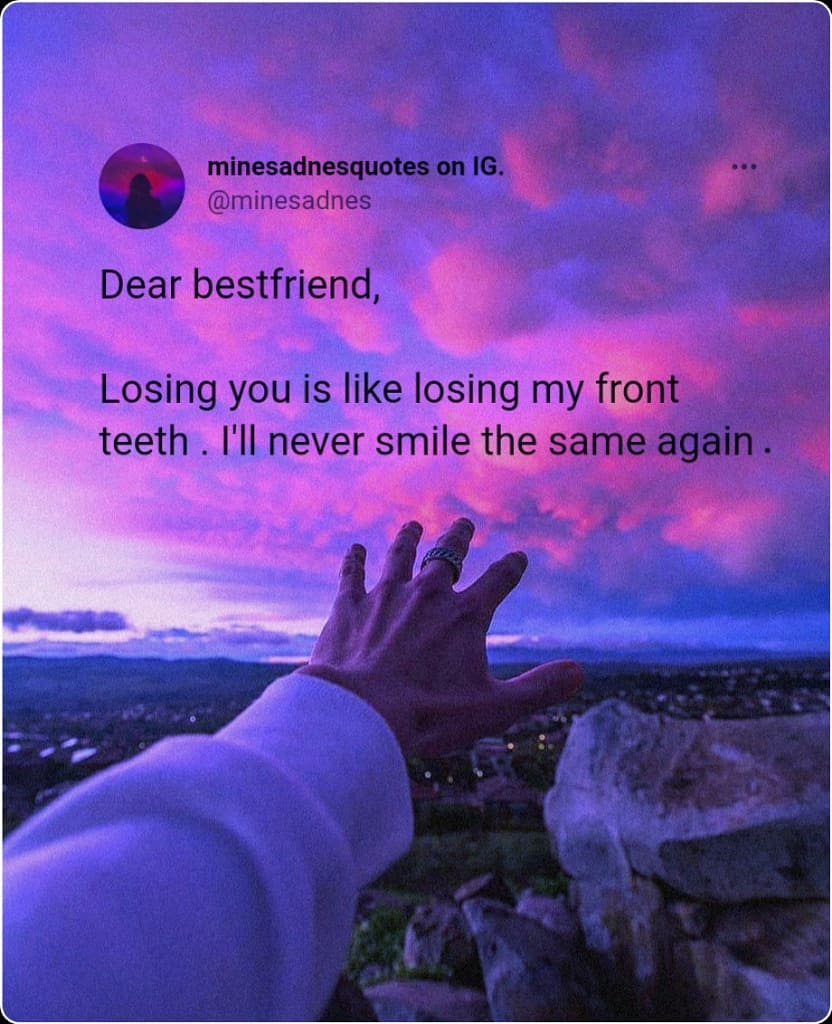 minesadnesquotes on IG.
@minesadnes
Dear bestfriend,
Losing you is like losing my front
teeth . I'll never smile the same again .